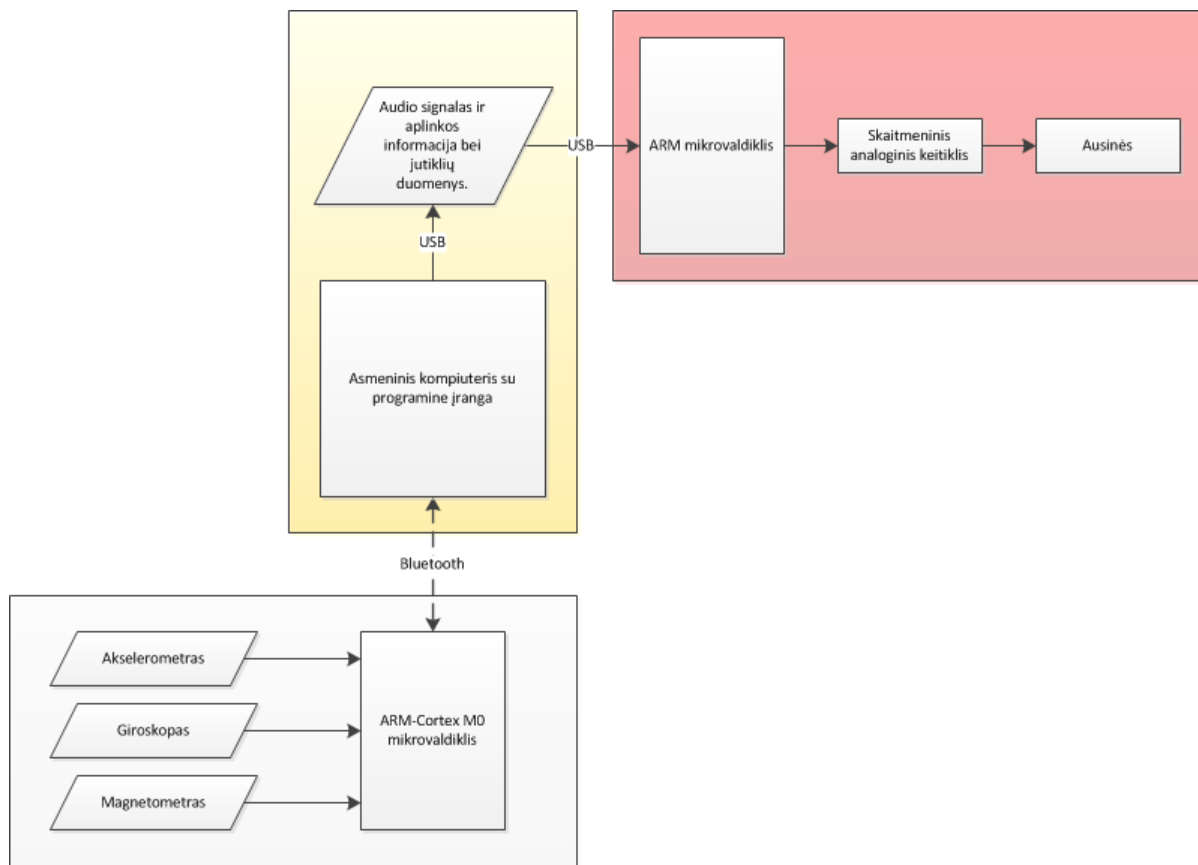 Audio signalas ir
aplinkos
informacija bei
jutiklių
duomenys.
USB
ARM mikrovaldiklis
Skaitmeninis
analoginis keitiklis
Ausinės
USB
Asmeninis kompiuteris su
programine įranga
Bluetooth
Akselerometras
Giroskopas
Magnetometras
ARM-Cortex M0
mikrovaldiklis